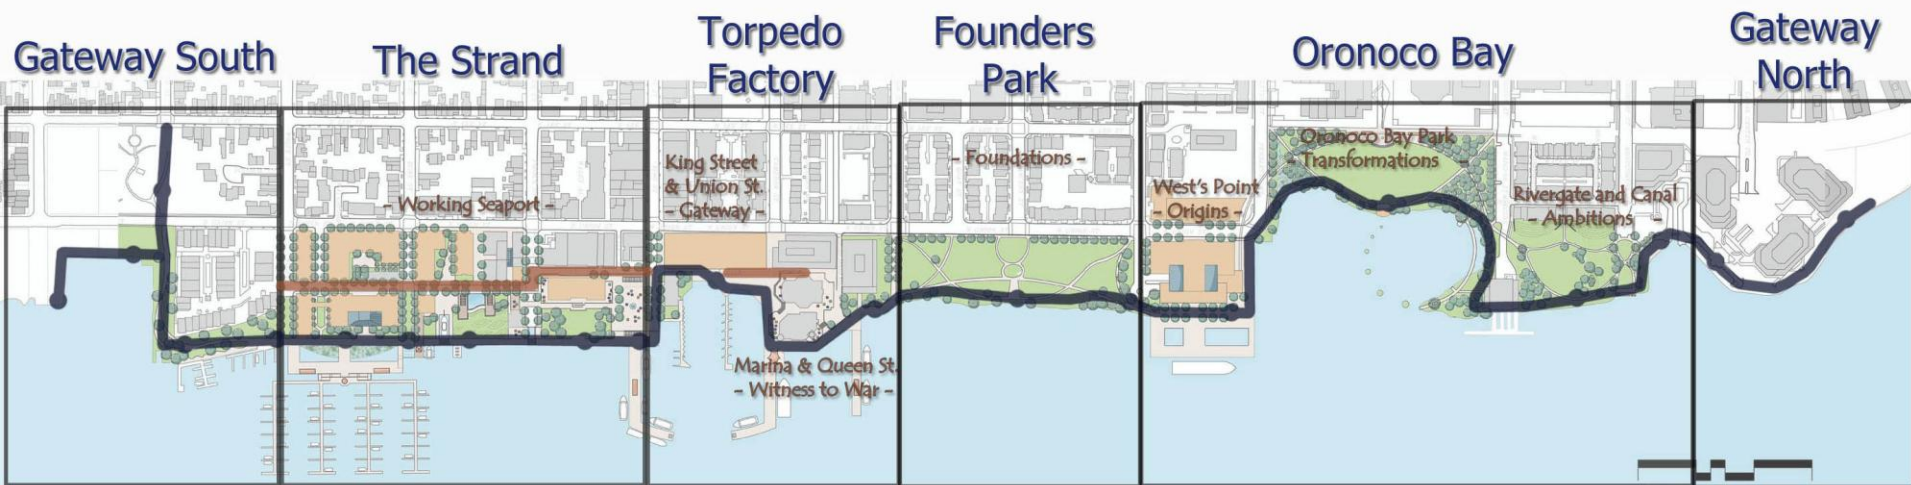 Gateway South
The Strand
Torpedo
Factory
Founders
Park
Oronoco Bay
Gateway
North
- Working Seaport -
King Street
& Union St.
- Gateway -
Marina & Queen St.
- Witness to War -
- Foundations -
West's Point
- Origins -
Oronoco Bay Park
- Transformations -
Rivergate and Canal
- Ambitions -